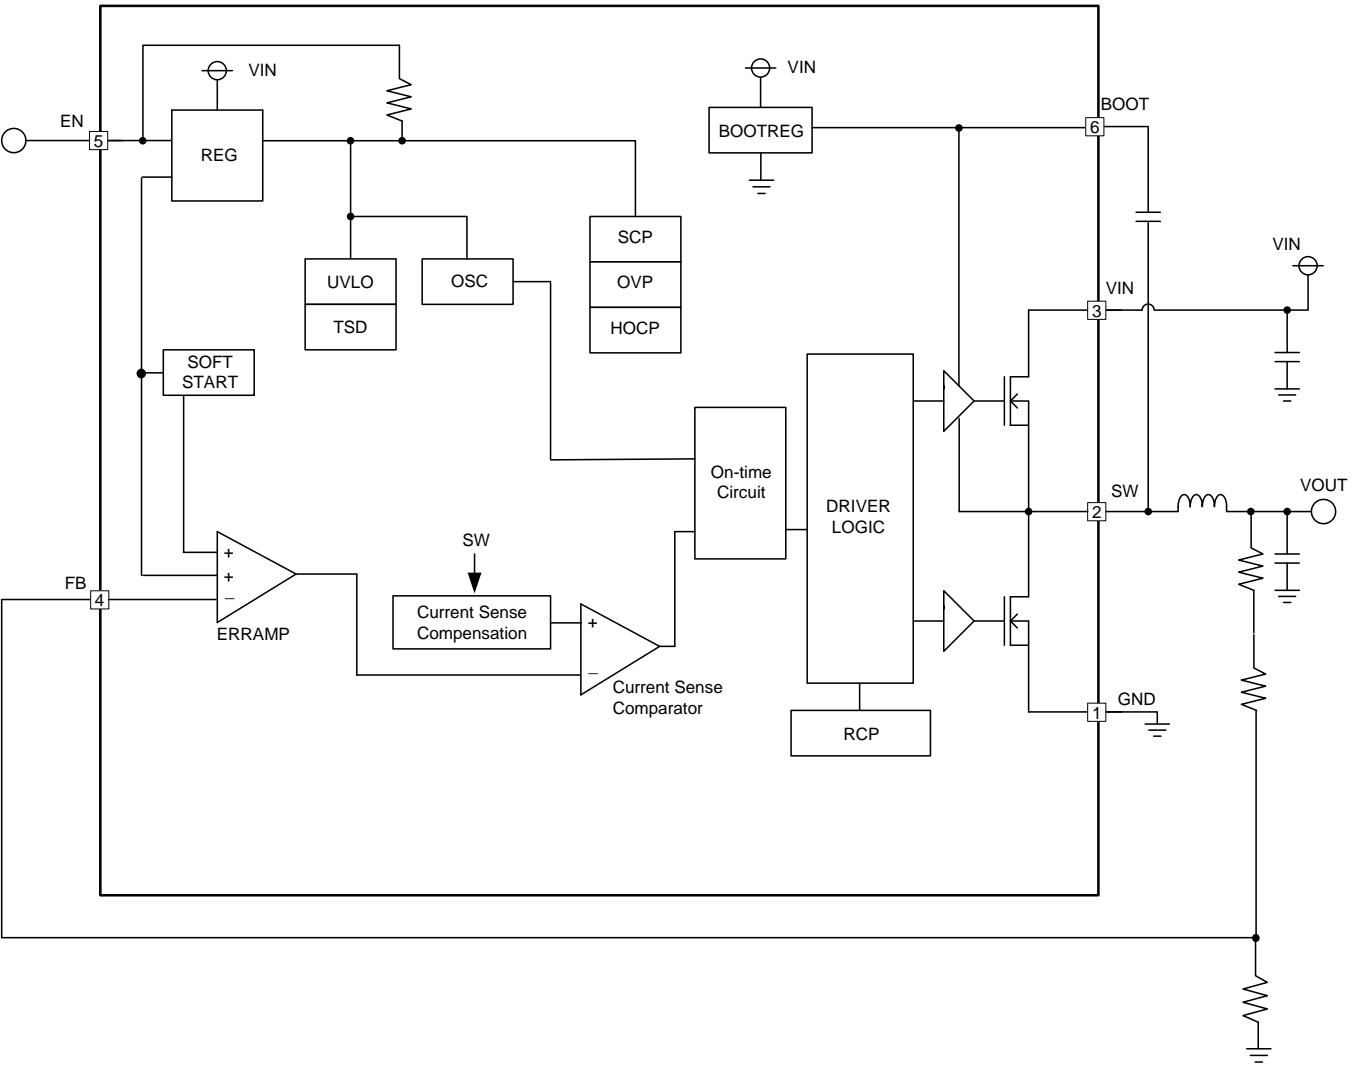 BOOT
VIN
VIN
EN
5
REG
BOOTREG
6
SCP
VIN
UVLO
OSC
OVP
VIN
3
TSD
HOCP
SOFT
START
On-time
Circuit
DRIVER
LOGIC
SW
2
VOUT
+
+
−
FB
4
ERRAMP
SW
Current Sense
Compensation
+
−
Current Sense
Comparator
RCP
GND
1